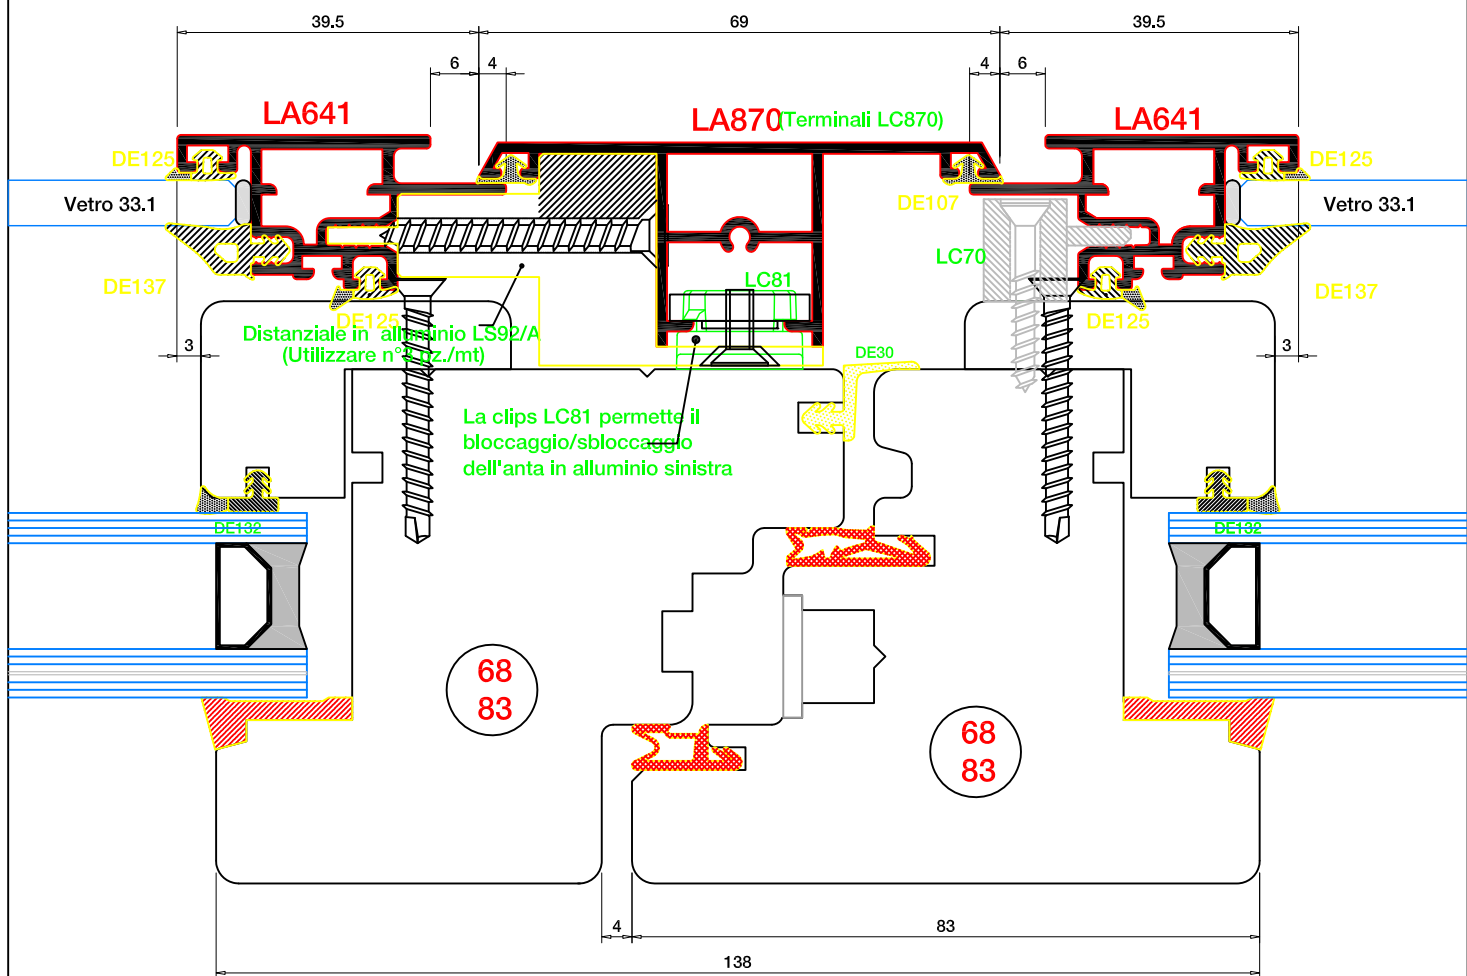 39.5
69
39.5
6
4
4
6
LA641
LA870
(Terminali LC870)
LA641
DE125
DE125
Vetro 33.1
DE107
Vetro 33.1
LC70
LC81
DE137
DE137
DE125
DE125
Distanziale in alluminio LS92/A
(Utilizzare n° pz./mt)
3
3
DE30
La clips LC81 permette il
bloccaggio/sbloccaggio
dell'anta in alluminio sinistra
DE132
DE132
68
83
68
83
4
83
138